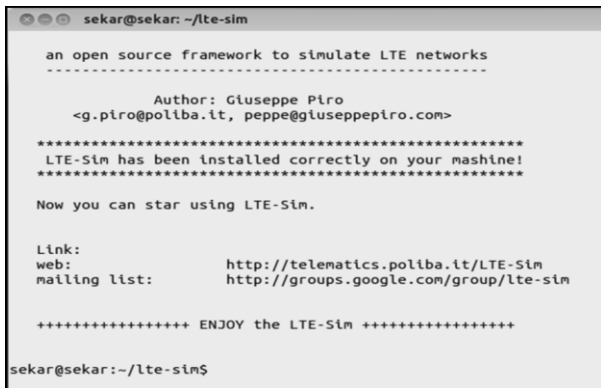 sekar@sekar: ~/lte-sim
an open source framework to simulate LTE networks
------------------------------------------------
Author: Giuseppe Piro
<g.piro@poliba.it, peppe@giuseppepiro.com>
*******************************************************
LTE-Sim has been installed correctly on your mashine!
*******************************************************
Now you can star using LTE-Sim.
Link:
web: http://telematics.poliba.it/LTE-Sim
mailing list: http://groups.google.com/group/lte-sim
+++++++++++++++++ ENJOY the LTE-Sim +++++++++++++++++
sekar@sekar:~/lte-sim$